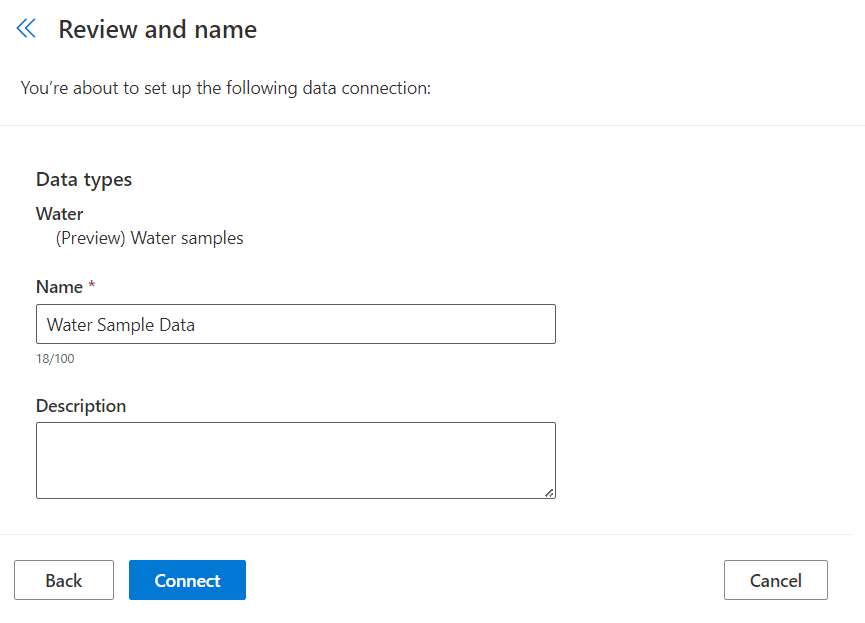 Review and name
You’re about to set up the following data connection:
Data types
Water
(Preview) Water samples
Name *
Water Sample Data
18/100
Description
Back
Connect
Cancel